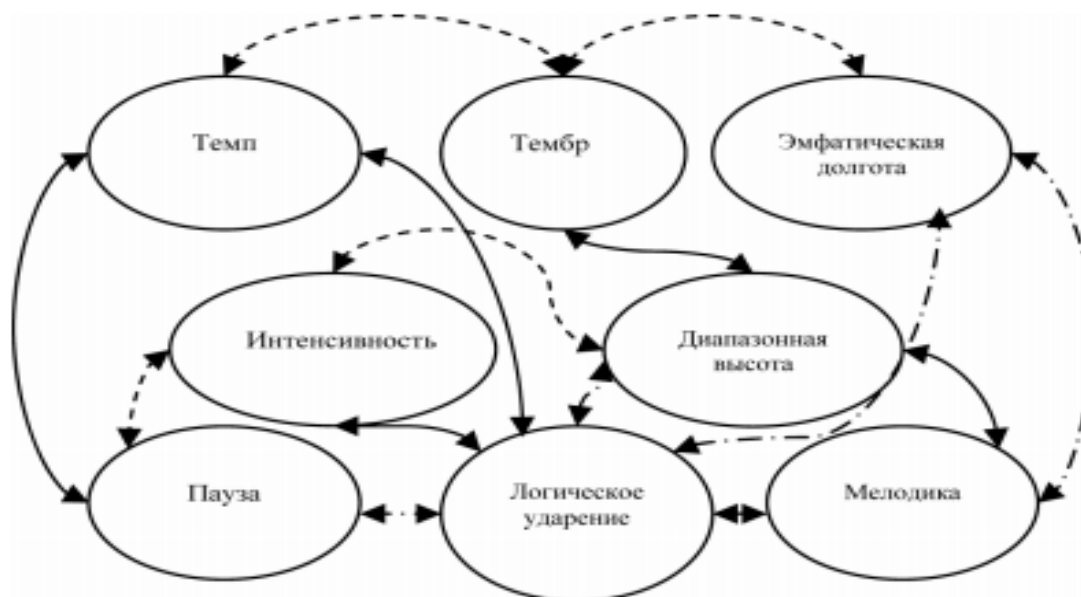 Темп
Тембр
Эмфатическая
долгота
Интенсивность
Диапазонная
высота
Пауза
Логическое
ударение
Мелодика